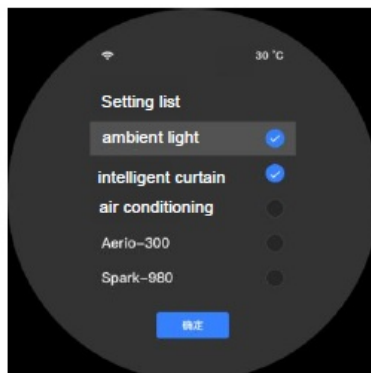 30 °C
Setting list
ambient light
intelligent curtain
air conditioning
Aerio-300
Spark-980
确定